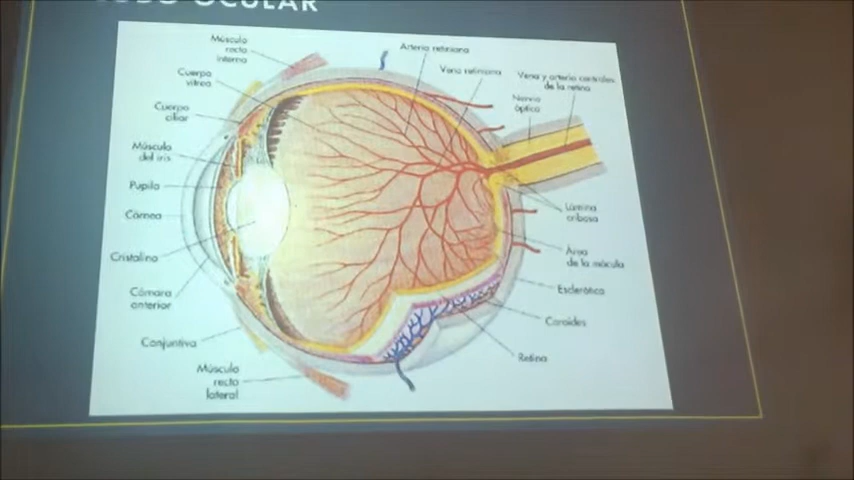 OCULAR
Músculo
recto
interno
Cuerpo
vítreo
Cuerpo
ciliar
Músculo
del iris
Pupila
Córnea
Cristalino
Cámara
anterior
Conjuntiva
Músculo
recto
lateral
Arteria retiniana
Vena retiniana
Vena y arteria centrales
de la retina
Nervio
óptico
Lámina
cribosa
Área
de la mácula
Esclerótica
Coroides
Retina